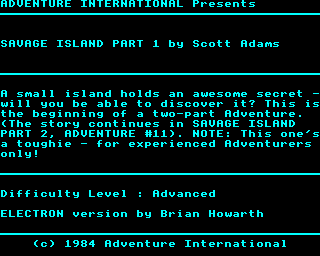 ADVENTURE INTERNATIONAL Presents
SAVAGE ISLAND PART 1 by Scott Adams
A small island holds an awesome secret -
will you be able to discover it? This is
the beginning of a two-part Adventure.
(The story continues in SAVAGE ISLAND
PART 2, ADVENTURE #11). NOTE: This one's
a toughie - for experienced Adventurers
only!
Difficulty Level : Advanced
ELECTRON version by Brian Howarth
(c) 1984 Adventure International